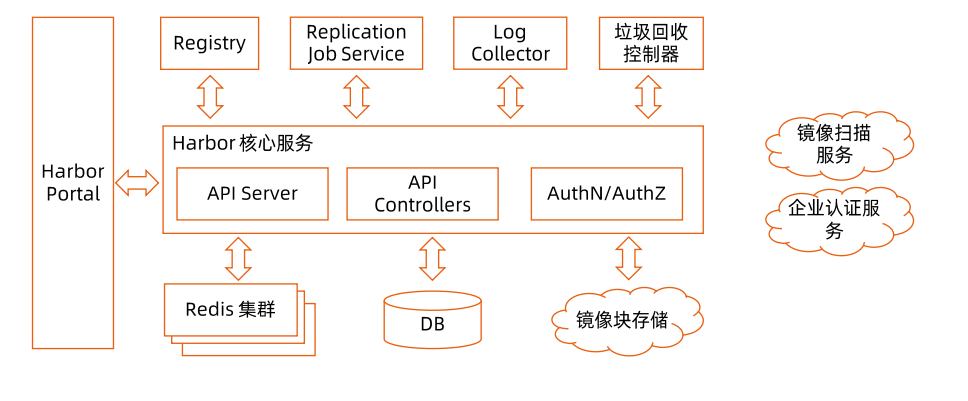 Harbor
Portal
Registry
Replication
Job Service
Log
Collector
垃圾回收
控制器
Harbor 核心服务
API Server
API
Controllers
AuthN/AuthZ
Redis 集群
DB
镜像块存储
镜像扫描
服务
企业认证服
务